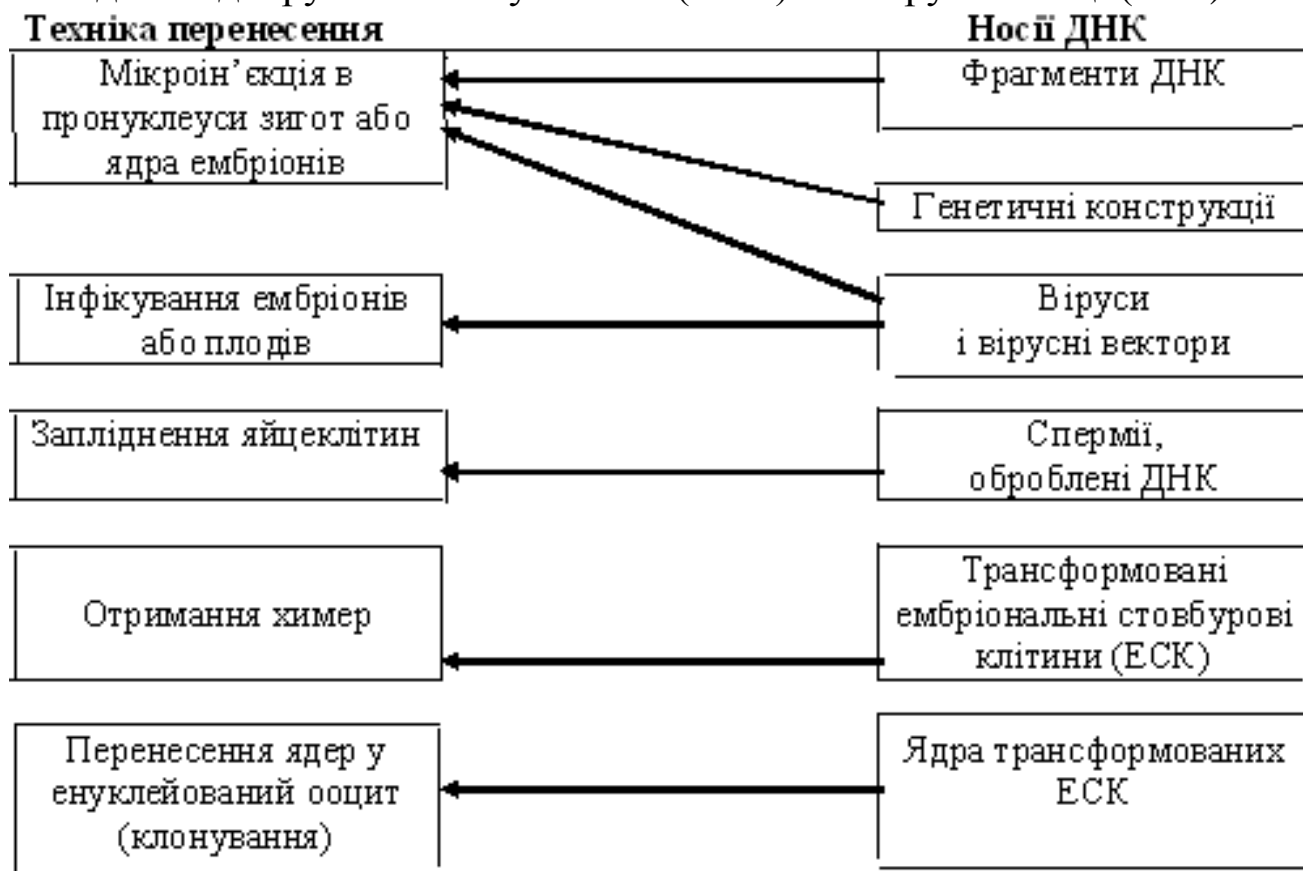 Техніка перенесення
Носії ДНК
Мікроін’єкція в
пронуклеуси зигот або
ядра ембріонів
Фрагменти ДНК
Генетичні конструкції
Інфікування ембріонів
або плодів
Віруси
і вірусні вектори
Запліднення яйцеклітин
Спермії,
оброблені ДНК
Отримання химер
Трансформовані
ембріональні стовбурові
клітини (ЕСК)
Перенесення ядер у
енуклейований ооцит
(клонування)
Ядра трансформованих
ЕСК